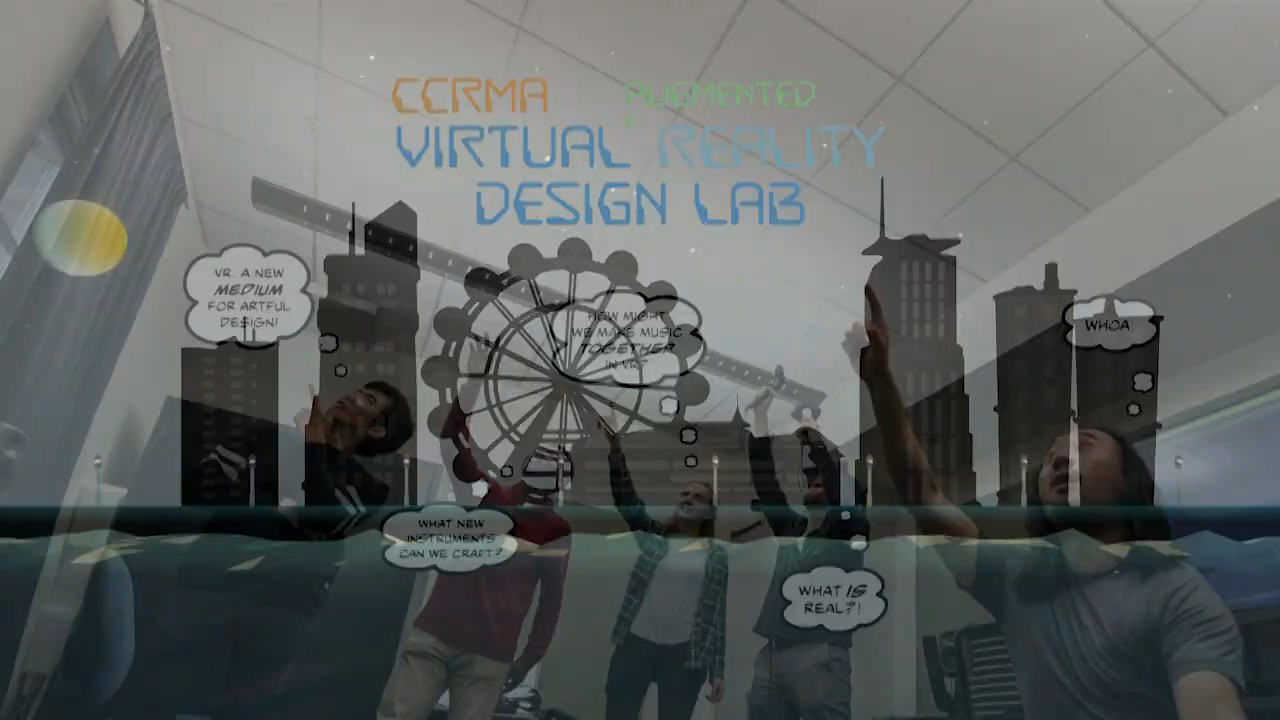 CCRMA AUGMENTED
+
VIRTUAL REALITY
DESIGN LAB
VR. A NEW
MEDIUM
FOR ARTFUL
DESIGN!
HOW MIGHT
WE MAKE MUSIC
TOGETHER
IN VR?
WHOA
WHAT NEW
INSTRUMENTS
CAN WE CRAFT?
WHAT IS
REAL?!